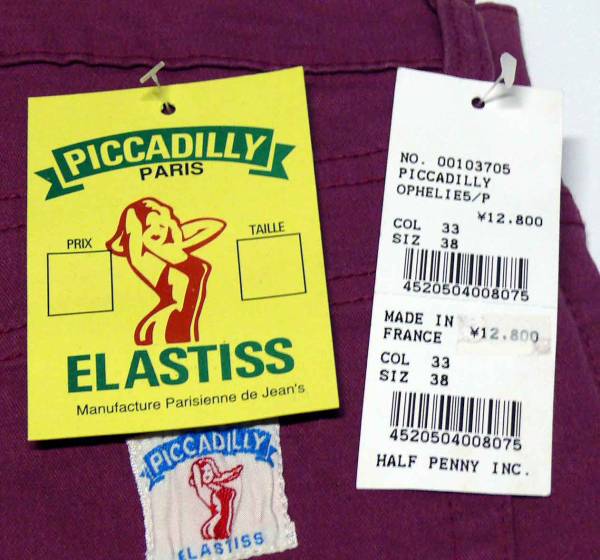 PICCADILLY
PARIS
PRIX
TAILLE
ELASTISS
Manufacture Parisienne de Jean's
PICCADILLY
ELASTISS
NO. 00103705
PICCADILLY
OPHELIE5/P
¥12.800
COL 33
SIZ 38
4520504008075
MADE IN
FRANCE ¥12.800
COL 33
SIZ 38
4520504008075
HALF PENNY INC.